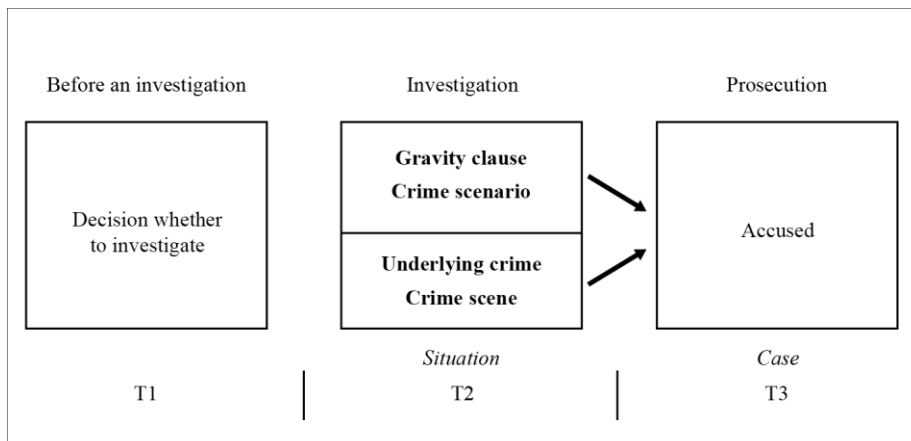 Before an investigation
Investigation
Prosecution
Decision whether
to investigate
Gravity clause
Crime scenario
Underlying crime
Crime scene
Accused
Situation
Case
T1
T2
T3